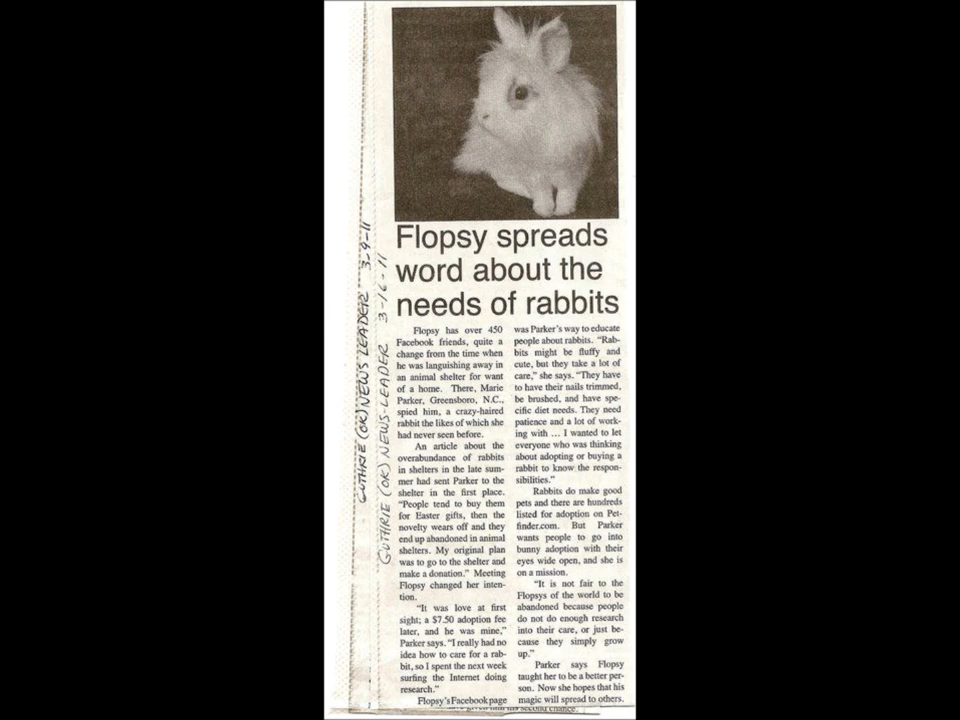 GUTHRIE (OK) NEWS LEADER 3-9-11
GUTHRIE (OK) NEWS-LEADER 3-16-11
Flopsy spreads
word about the
needs of rabbits
Flopsy has over 450
Facebook friends, quite a
change from the time when
he was languishing away in
an animal shelter for want
of a home. There, Marie
Parker, Greensboro, N.C.,
spied him, a crazy-haired
rabbit the likes of which she
had never seen before.
An article about the
overabundance of rabbits
in shelters in the late sum-
mer had sent Parker to the
shelter in the first place.
“People tend to buy them
for Easter gifts, then the
novelty wears off and they
end up abandoned in animal
shelters. My original plan
was to go to the shelter and
make a donation.” Meeting
Flopsy changed her inten-
tion.
“It was love at first
sight; a $7.50 adoption fee
later, and he was mine,”
Parker says. “I really had no
idea how to care for a rab-
bit, so I spent the next week
surfing the Internet doing
research.”
Flopsy’s Facebook page
was Parker’s way to educate
people about rabbits. “Rab-
bits might be fluffy and
cute, but they take a lot of
care,” she says. “They have
to have their nails trimmed,
be brushed, and have spe-
cific diet needs. They need
patience and a lot of work-
ing with … I wanted to let
everyone who was thinking
about adopting or buying a
rabbit to know the respon-
sibilities.”
Rabbits do make good
pets and there are hundreds
listed for adoption on Pet-
finder.com. But Parker
wants people to go into
bunny adoption with their
eyes wide open, and she is
on a mission.
“It is not fair to the
Flopsys of the world to be
abandoned because people
do not do enough research
into their care, or just be-
cause they simply grow
up.”
Parker says Flopsy
taught her to be a better per-
son. Now she hopes that his
magic will spread to others.
given him his second chance.